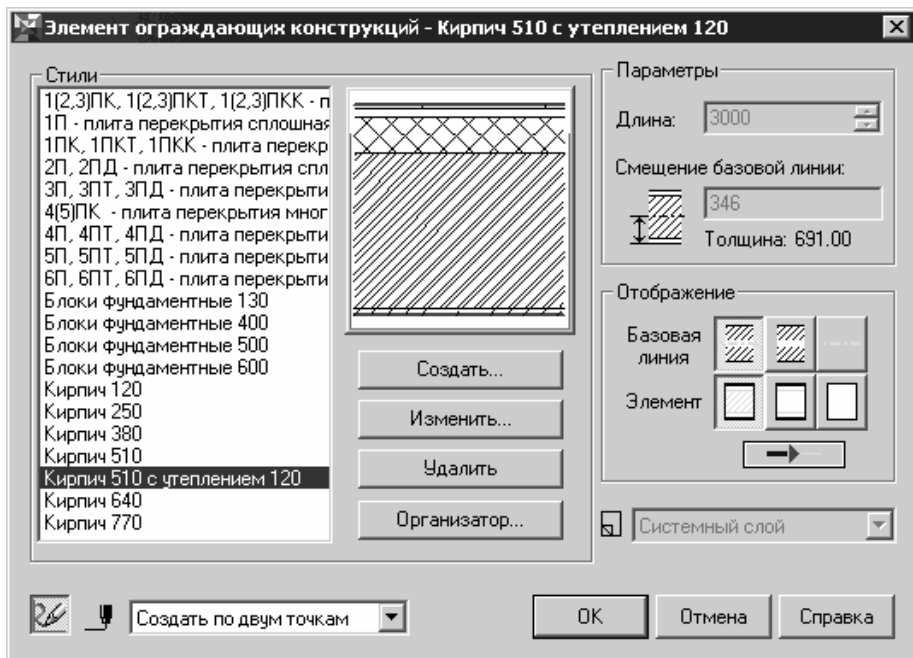 Элемент ограждающих конструкций - Кирпич 510 с утеплением 120
Стили
1(2,3)ПК, 1(2,3)ПКТ, 1(2,3)ПКК - п
1П - плита перекрытия сплошная
1ПК, 1ПКТ, 1ПКК - плита перекр
2П, 2ПД - плита перекрытия спл
3П, 3ПТ, 3ПД - плита перекрыти
4(5)ПК - плита перекрытия мног
4П, 4ПТ, 4ПД - плита перекрыти
5П, 5ПТ, 5ПД - плита перекрыти
6П, 6ПТ, 6ПД - плита перекрыти
Блоки фундаментные 130
Блоки фундаментные 400
Блоки фундаментные 500
Блоки фундаментные 600
Кирпич 120
Кирпич 250
Кирпич 380
Кирпич 510
Кирпич 510 с утеплением 120
Кирпич 640
Кирпич 770
Создать...
Изменить...
Удалить
Организатор...
Параметры
Длина: 3000
Смещение базовой линии:
346
Толщина: 691.00
Отображение
Базовая
линия
Элемент
Системный слой
Создать по двум точкам
OK
Отмена
Справка